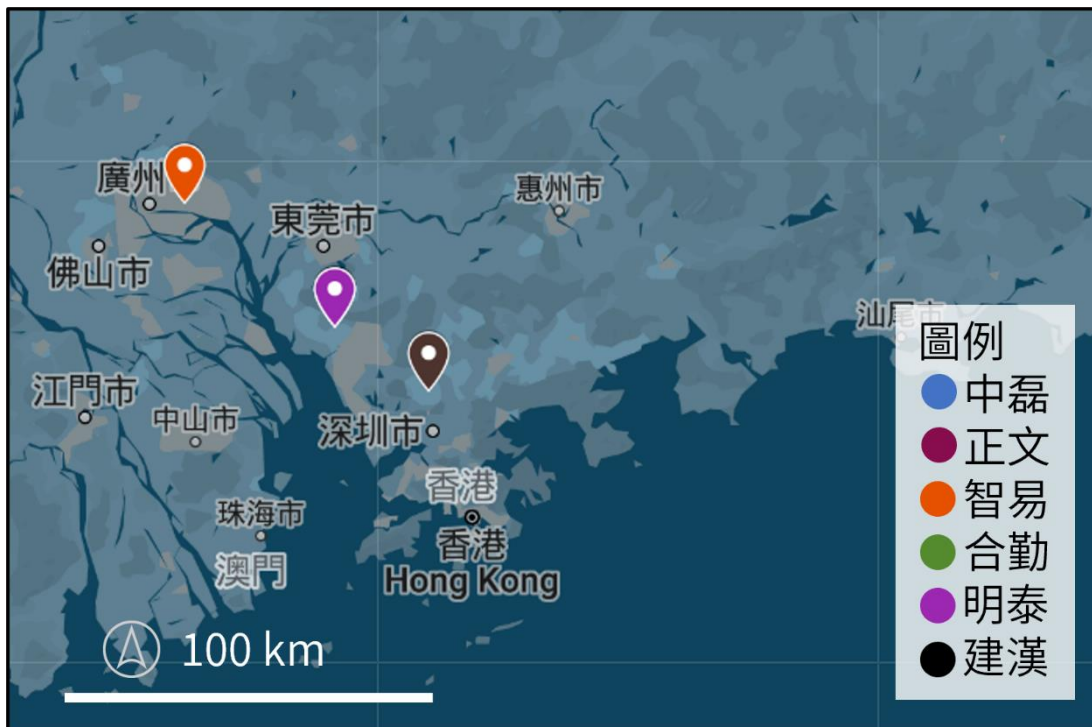 廣州
惠州市
東莞市
佛山市
汕尾市
江門市
中山市
深圳市
香港
珠海市
香港
澳門
Hong Kong
100 km
圖例
中磊
正文
智易
合勤
明泰
建漢